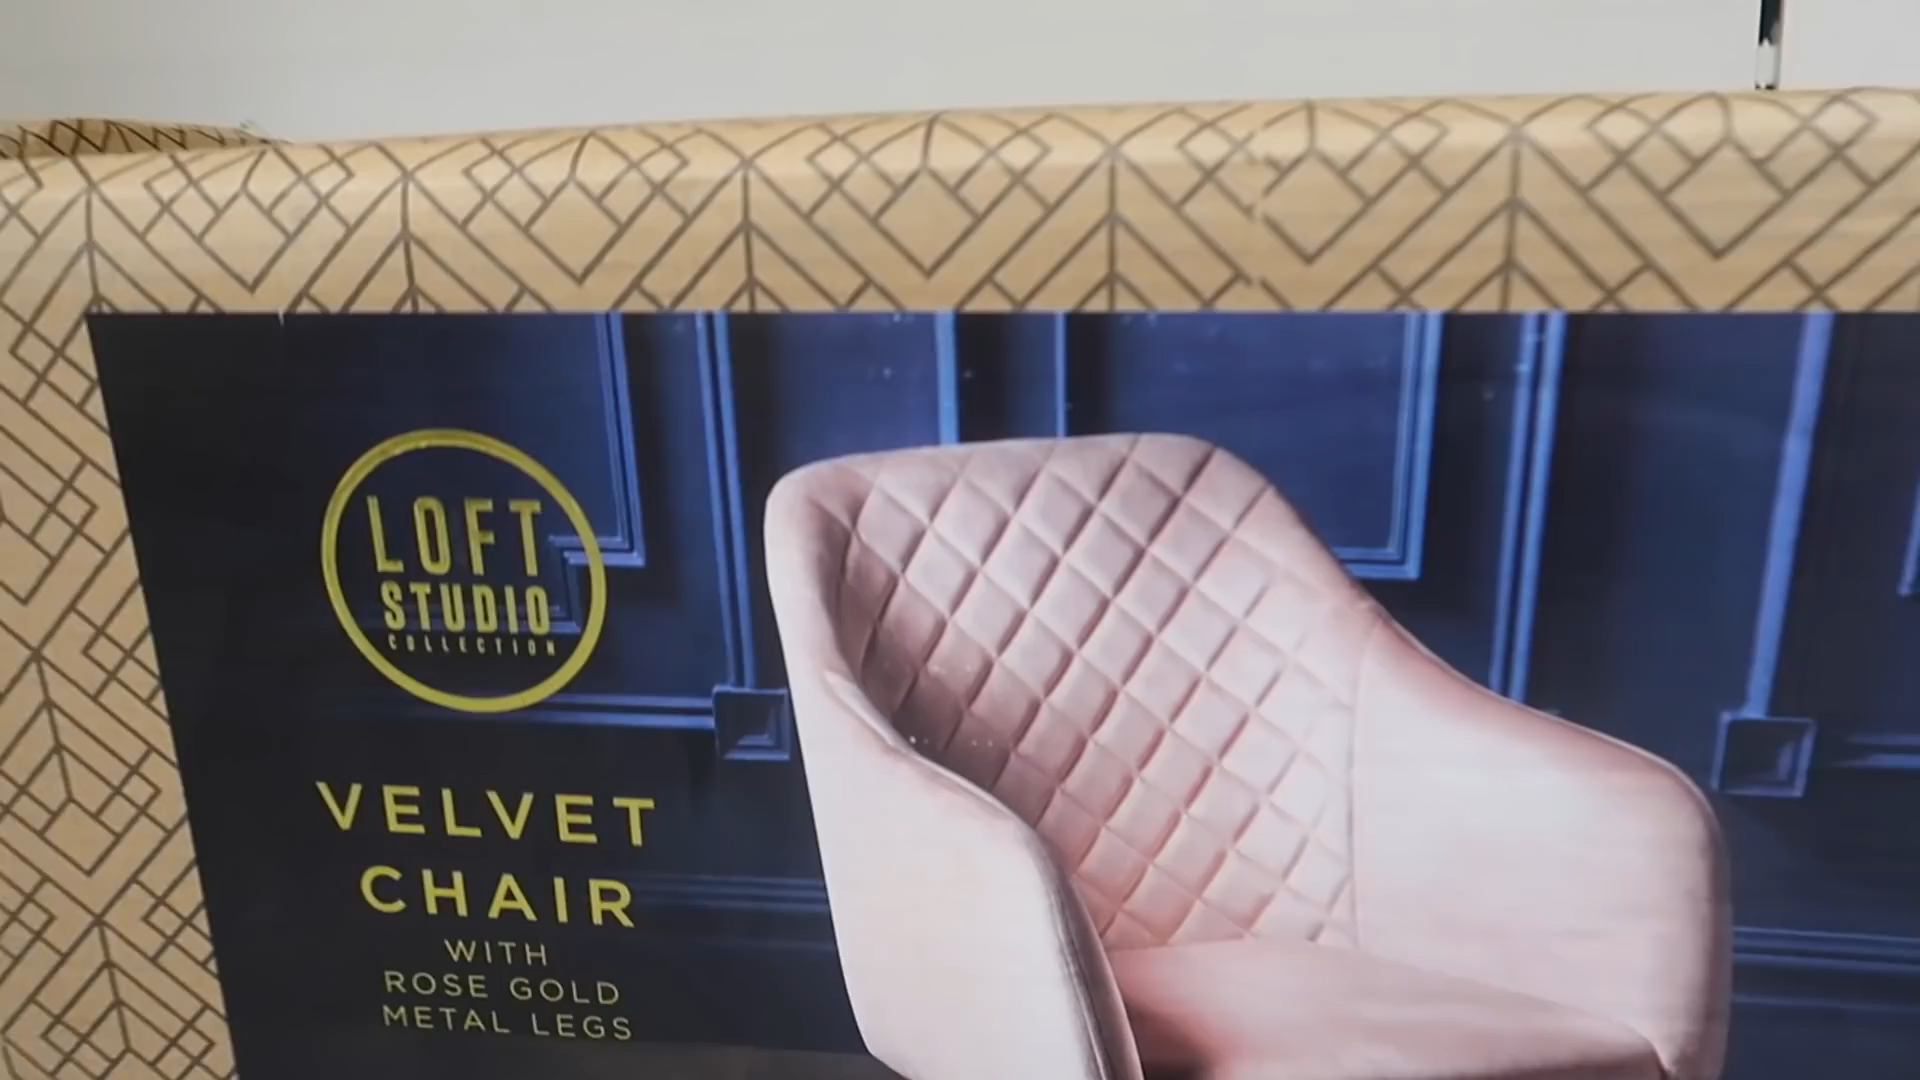 LOFT
STUDIO
COLLECTION
VELVET
CHAIR
WITH
ROSE GOLD
METAL LEGS